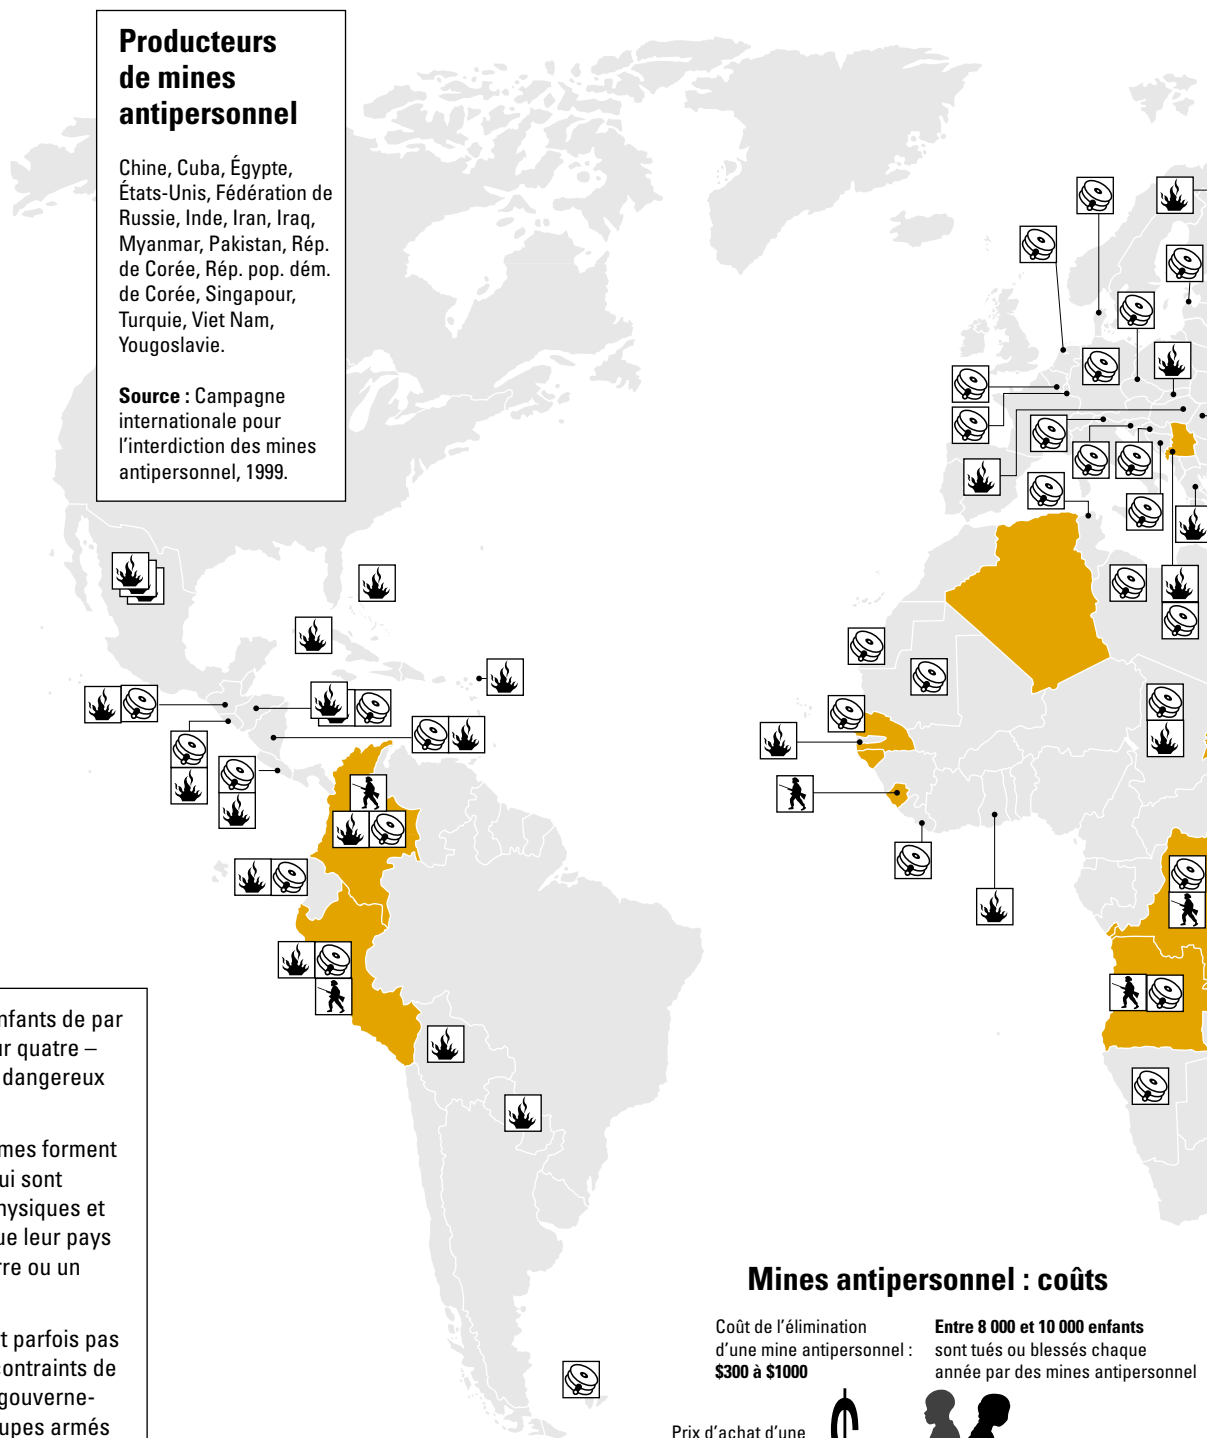 Producteurs
de mines
antipersonnel
Chine, Cuba, Égypte,
États-Unis, Fédération de
Russie, Inde, Iran, Iraq,
Myanmar, Pakistan, Rép.
de Corée, Rép. pop. dém.
de Corée, Singapour,
Turquie, Viet Nam,
Yougoslavie.
Source : Campagne
internationale pour
l'interdiction des mines
antipersonnel, 1999.
nfants de par
ur quatre –
dangereux
mes forment
ui sont
hysiques et
ue leur pays
rre ou un
t parfois pas
contraints de
gouverne-
upes armés
Mines antipersonnel : coûts
Coût de l'élimination
d'une mine antipersonnel :
$300 à $1000
Entre 8 000 et 10 000 enfants
sont tués ou blessés chaque
année par des mines antipersonnel
Prix d'achat d'une